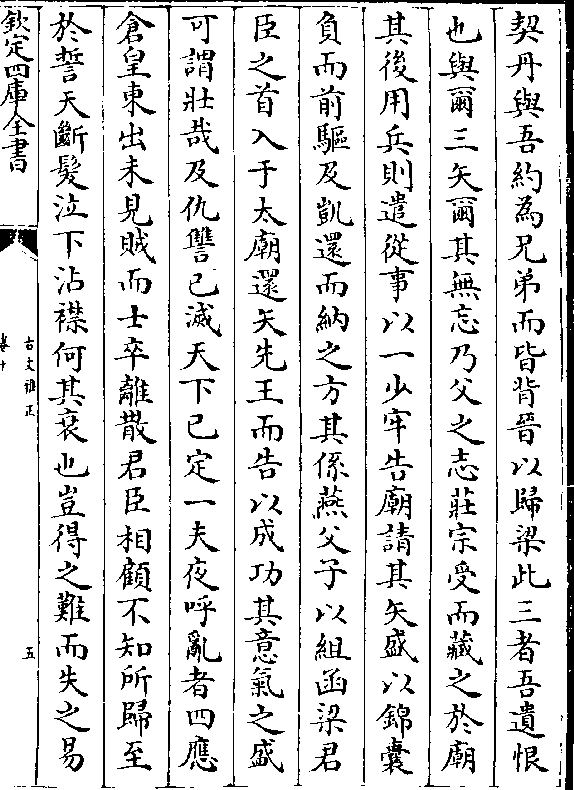 契丹與吾約為兄弟而皆背晉以歸梁此三者吾遺恨
也與爾三矢爾其無忘乃父之志莊宗受而藏之於廟
其後用兵則遣從事以一少牢告廟請其矢盛以錦囊
負而前驅及凱還而納之方其係燕父子以組函梁君
臣之首入于太廟還矢先王而告以成功其意氣之盛
可謂壯哉及仇讐已滅天下已定一夫夜呼亂者四應
倉皇東出未見賊而士卒離散君臣相顧不知所歸至
於誓天斷髮泣下沾襟何其衰也豈得之難而失之易
欽定四庫全書
古文雅正
卷十
五